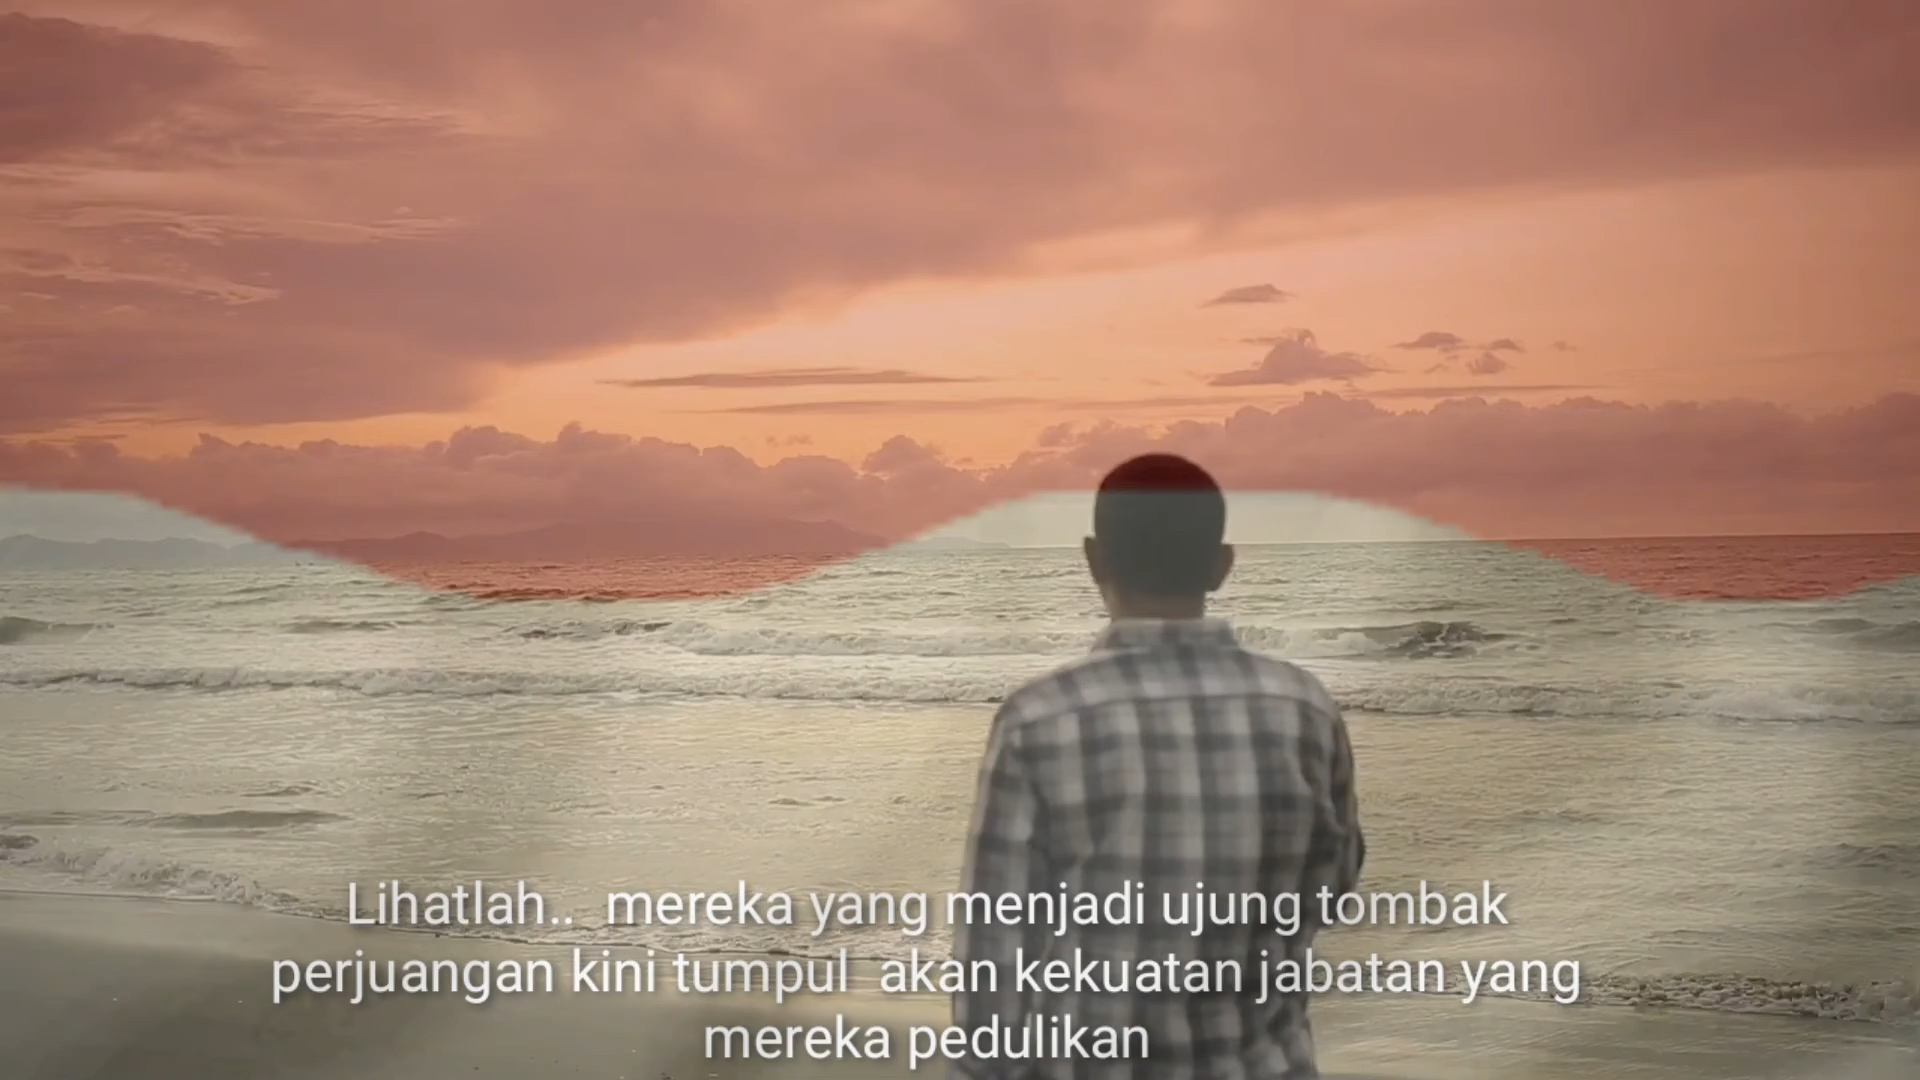 Lihatlah..  mereka yang menjadi ujung tombak
perjuangan kini tumpul  akan kekuatan jabatan yang
mereka pedulikan